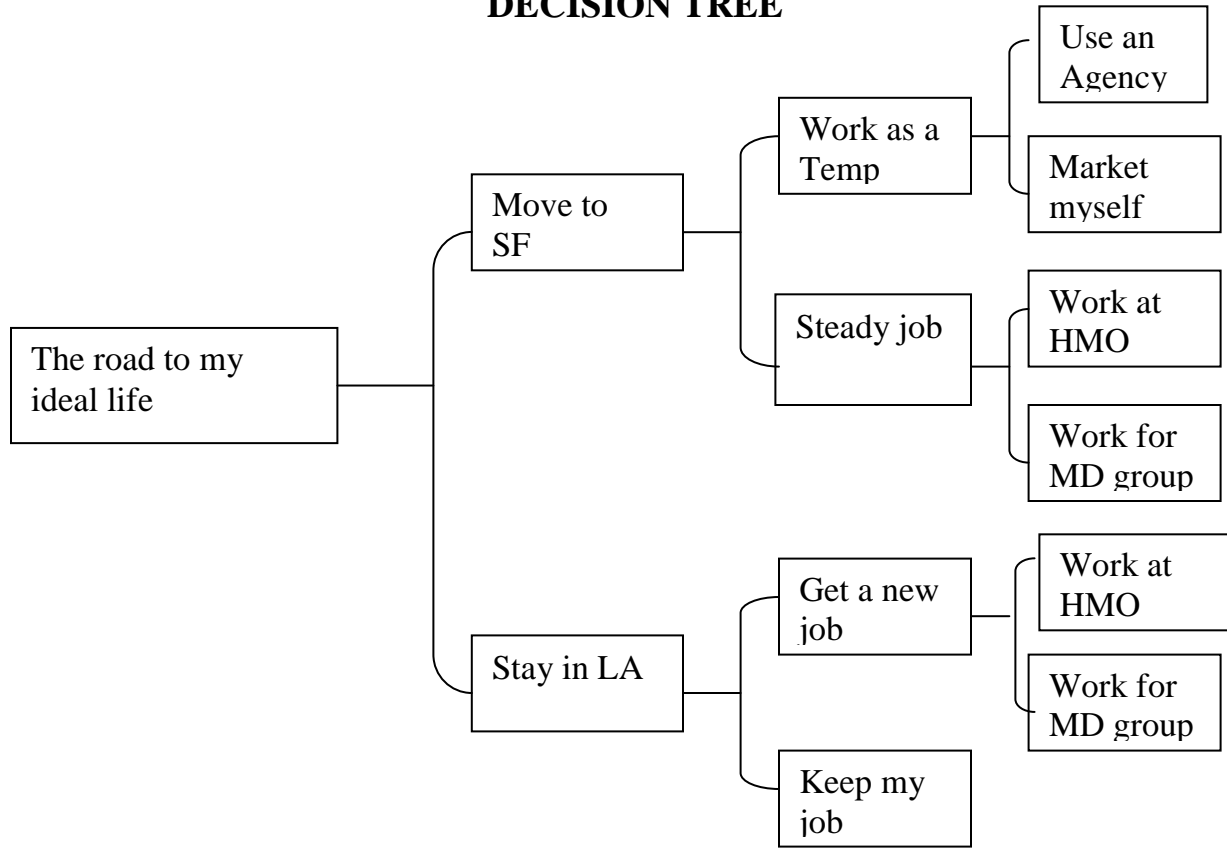 DECISION TREE
Use an
Agency
Work as a
Temp
Market
myself
Move to
SF
Work at
HMO
Steady job
The road to my
ideal life
Work for
MD group
Work at
HMO
Get a new
job
Stay in LA
Work for
MD group
Keep my
job